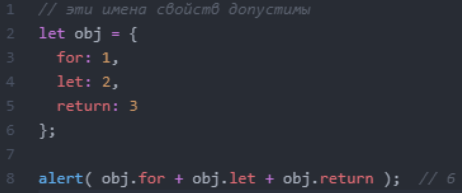 1 // эти имена свойств допустимы
2 let obj = {
3   for: 1,
4   let: 2,
5   return: 3
6 };
7
8 alert( obj.for + obj.let + obj.return );  // 6